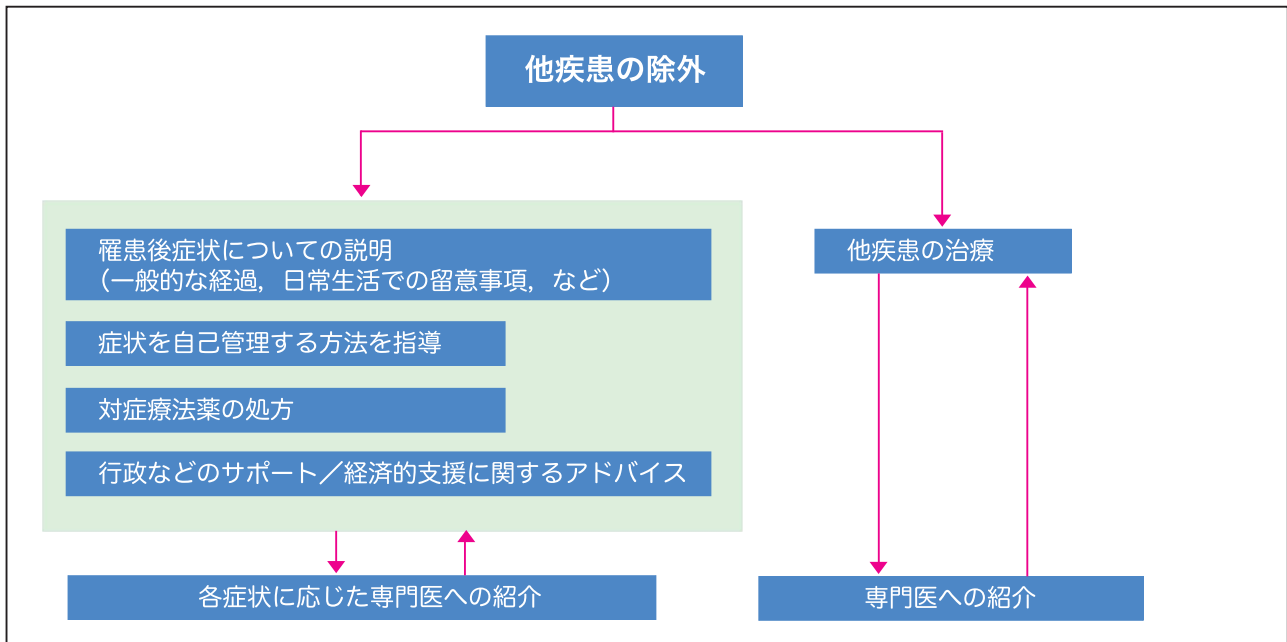 他疾患の除外
罹患後症状についての説明
（一般的な経過，日常生活での留意事項，など）
症状を自己管理する方法を指導
対症療法薬の処方
行政などのサポート／経済的支援に関するアドバイス
各症状に応じた専門医への紹介
他疾患の治療
専門医への紹介